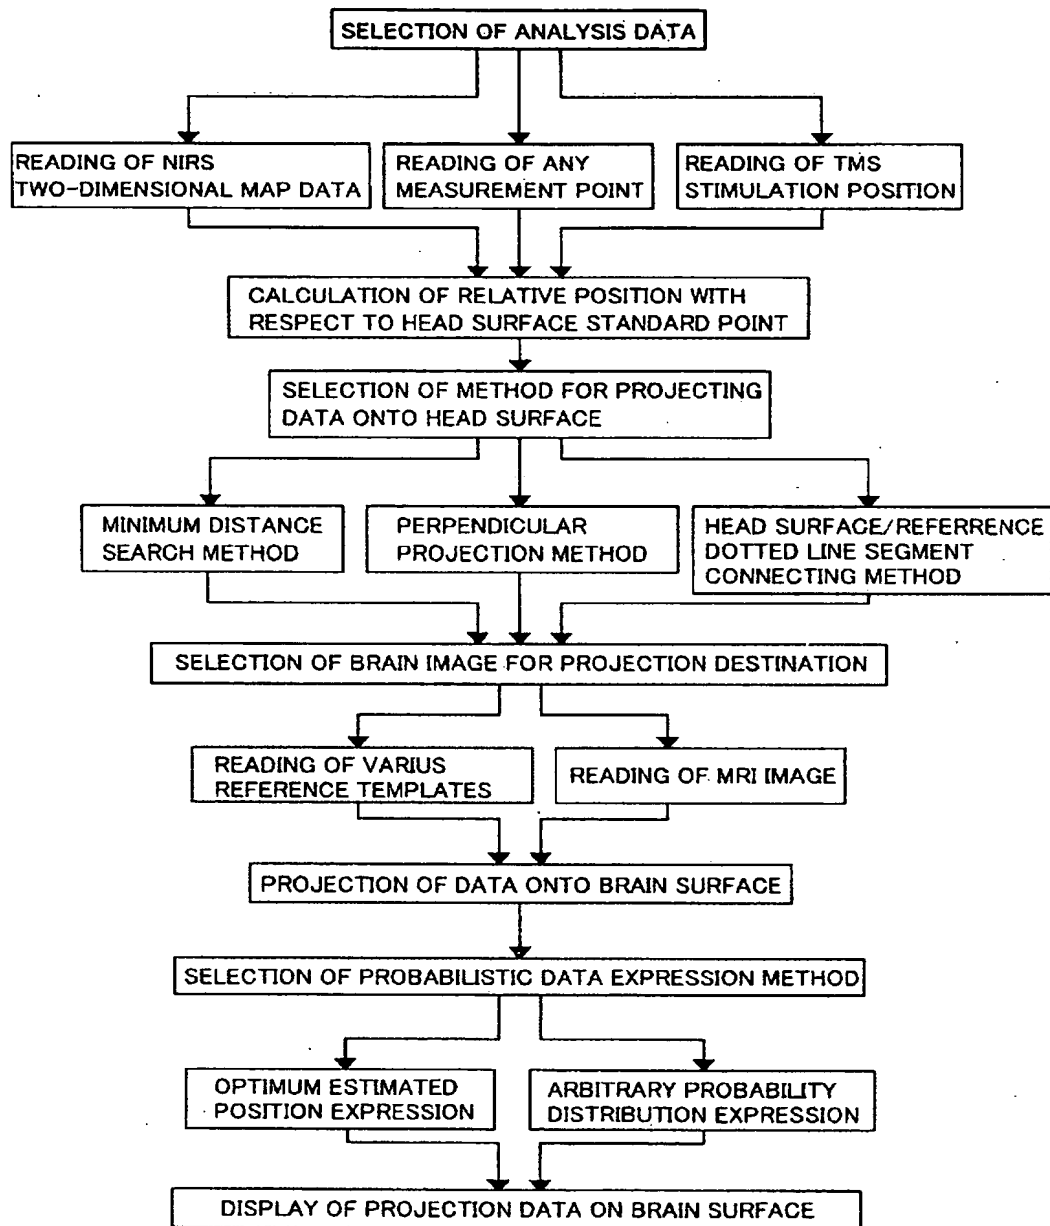 SELECTION OF ANALYSIS DATA
READING OF NIRS
TWO-DIMENSIONAL MAP DATA
READING OF ANY
MEASUREMENT POINT
READING OF TMS
STIMULATION POSITION
CALCULATION OF RELATIVE POSITION WITH
RESPECT TO HEAD SURFACE STANDARD POINT
SELECTION OF METHOD FOR PROJECTING
DATA ONTO HEAD SURFACE
MINIMUM DISTANCE
SEARCH METHOD
PERPENDICULAR
PROJECTION METHOD
HEAD SURFACE/REFERRENCE
DOTTED LINE SEGMENT
CONNECTING METHOD
SELECTION OF BRAIN IMAGE FOR PROJECTION DESTINATION
READING OF VARIUS
REFERENCE TEMPLATES
READING OF MRI IMAGE
PROJECTION OF DATA ONTO BRAIN SURFACE
SELECTION OF PROBABILISTIC DATA EXPRESSION METHOD
OPTIMUM ESTIMATED
POSITION EXPRESSION
ARBITRARY PROBABILITY
DISTRIBUTION EXPRESSION
DISPLAY OF PROJECTION DATA ON BRAIN SURFACE